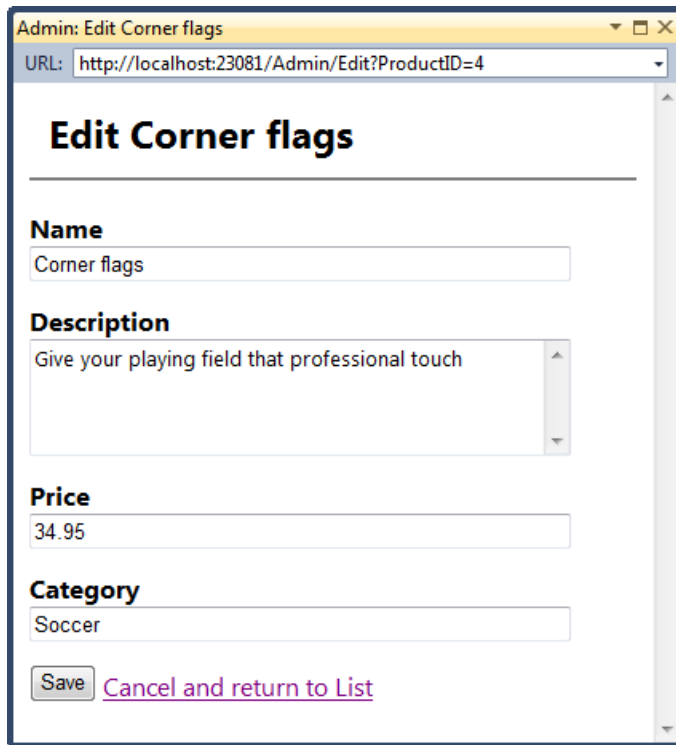 Admin: Edit Corner flags
URL: http://localhost:23081/Admin/Edit?ProductID=4
Edit Corner flags
Name
Corner flags
Description
Give your playing field that professional touch
Price
34.95
Category
Soccer
Save Cancel and return to List